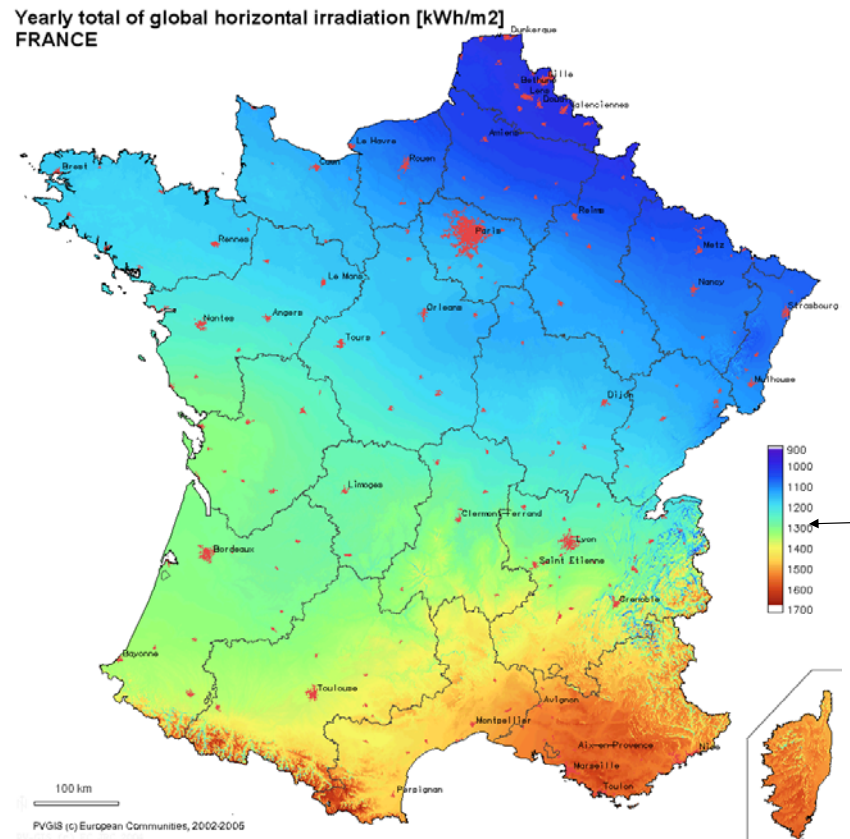 Yearly total of global horizontal irradiation [kWh/m2]
FRANCE
Dunkerque
Lille
Bethune
Lens
Douai
Valenciennes
Amiens
Le Havre
Rouen
Caen
Brest
Reims
Paris
Rennes
Metz
Le Mans
Nancy
Orleans
Strasbourg
Nantes
Angers
Tours
Mulhouse
Dijon
900
1000
1100
1200
1300
1400
1500
1600
1700
Limoges
Clermont-Ferrand
Lyon
Bordeaux
Saint Etienne
Grenoble
Bayonne
Toulouse
Avignon
Montpellier
Aix-en-Provence
Nice
Marseille
Toulon
Perpignan
100 km
PVGIS (c) European Communities, 2002-2006